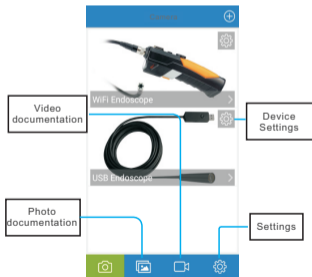 WiFi Endoscope
Video
documentation
Device
Settings
USB Endoscope
Photo
documentation
Settings